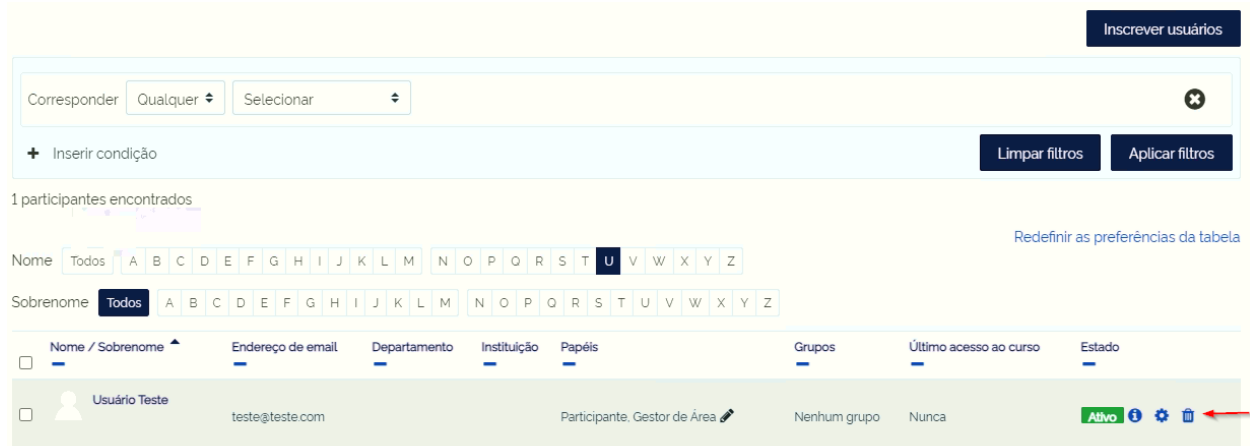 Inscrever usuários
Corresponder Qualquer Selecionar
Inserir condição Limpar filtros Aplicar filtros
1 participantes encontrados
Redefinir as preferências da tabela
Nome Todos A B C D E F G H I J K L M N O P Q R S T U V W X Y Z
Sobrenome Todos A B C D E F G H I J K L M N O P Q R S T U V W X Y Z
Nome / Sobrenome Endereço de email Departamento Instituição Papéis Grupos Último acesso ao curso Estado
Usuário Teste
teste@teste.com Participante, Gestor de Área Nenhum grupo Nunca Ativo